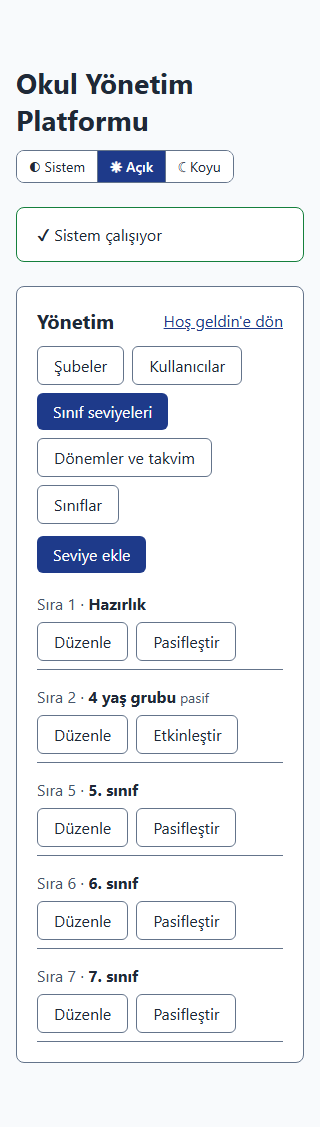 Okul Yönetim
Platformu
◐ Sistem ☀ Açık ☾ Koyu
✓ Sistem çalışıyor
Yönetim Hoş geldin'e dön
Şubeler Kullanıcılar
Sınıf seviyeleri
Dönemler ve takvim
Sınıflar
Seviye ekle
Sıra 1 · Hazırlık
Düzenle Pasifleştir
Sıra 2 · 4 yaş grubu pasif
Düzenle Etkinleştir
Sıra 5 · 5. sınıf
Düzenle Pasifleştir
Sıra 6 · 6. sınıf
Düzenle Pasifleştir
Sıra 7 · 7. sınıf
Düzenle Pasifleştir